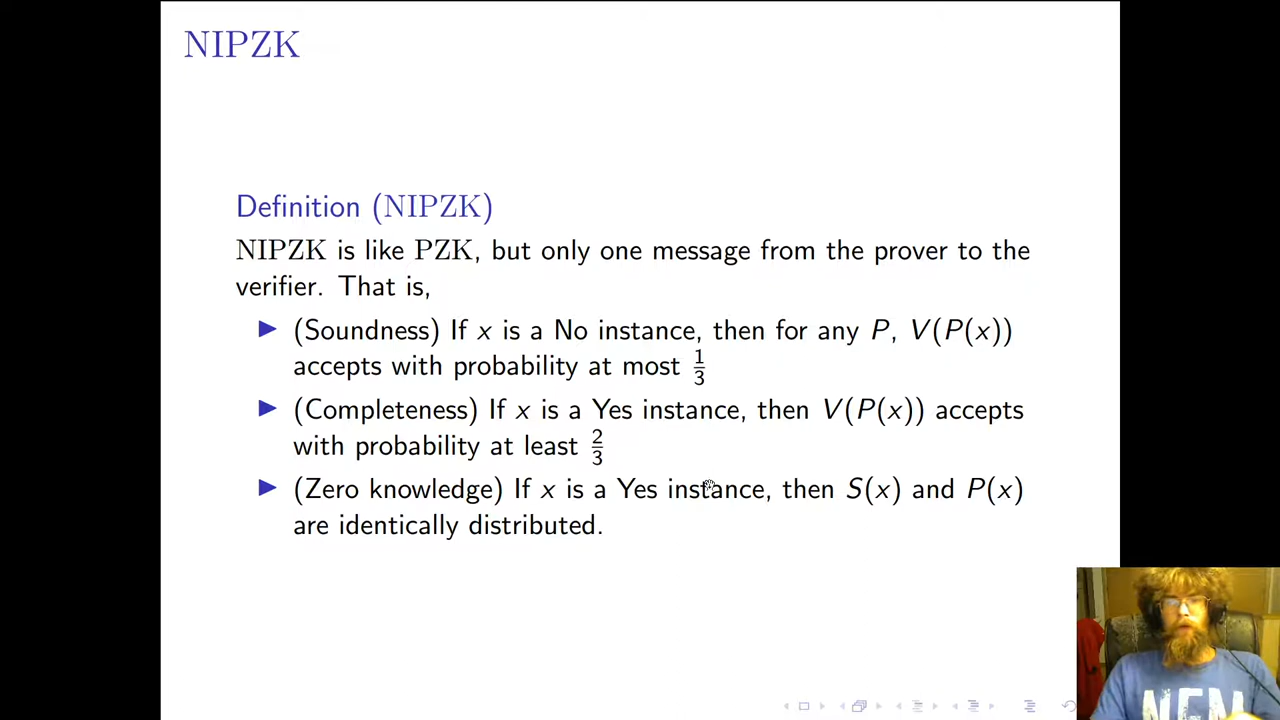 NIPZK
Definition (NIPZK)
NIPZK is like PZK, but only one message from the prover to the
verifier. That is,
▶ (Soundness) If x is a No instance, then for any P, V(P(x))
accepts with probability at most 1/3
▶ (Completeness) If x is a Yes instance, then V(P(x)) accepts
with probability at least 2/3
▶ (Zero knowledge) If x is a Yes instance, then S(x) and P(x)
are identically distributed.